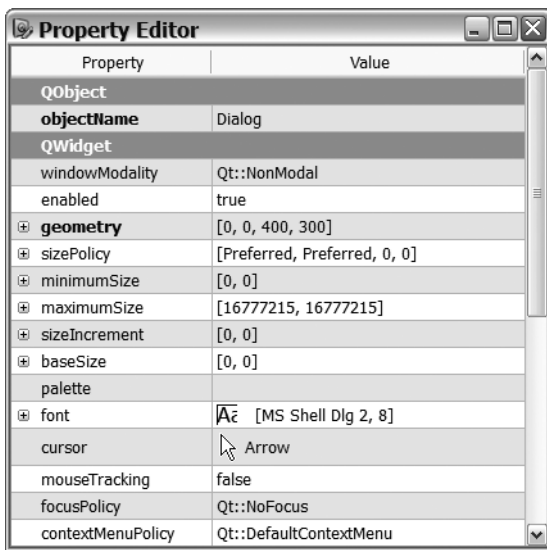 Property Editor
Property Value
QObject
objectName Dialog
QWidget
windowModality Qt::NonModal
enabled true
geometry [0, 0, 400, 300]
sizePolicy [Preferred, Preferred, 0, 0]
minimumSize [0, 0]
maximumSize [16777215, 16777215]
sizeIncrement [0, 0]
baseSize [0, 0]
palette
font Aa [MS Shell Dlg 2, 8]
cursor Arrow
mouseTracking false
focusPolicy Qt::NoFocus
contextMenuPolicy Qt::DefaultContextMenu